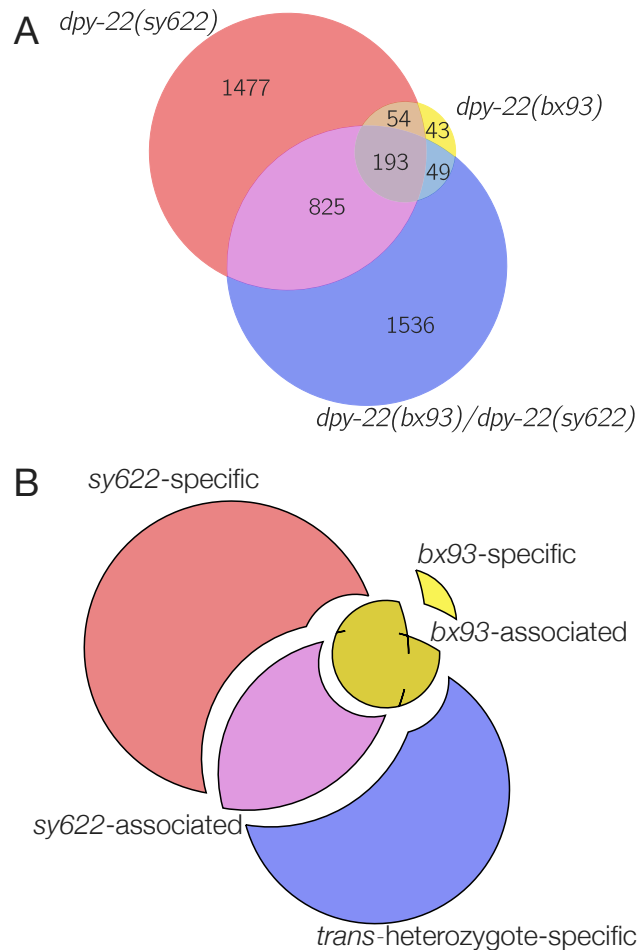 A
dpy-22(sy622)
1477
dpy-22(bx93)
54
43
193
49
825
1536
dpy-22(bx93)/dpy-22(sy622)
B
sy622-specific
bx93-specific
bx93-associated
sy622-associated
trans-heterozygote-specific